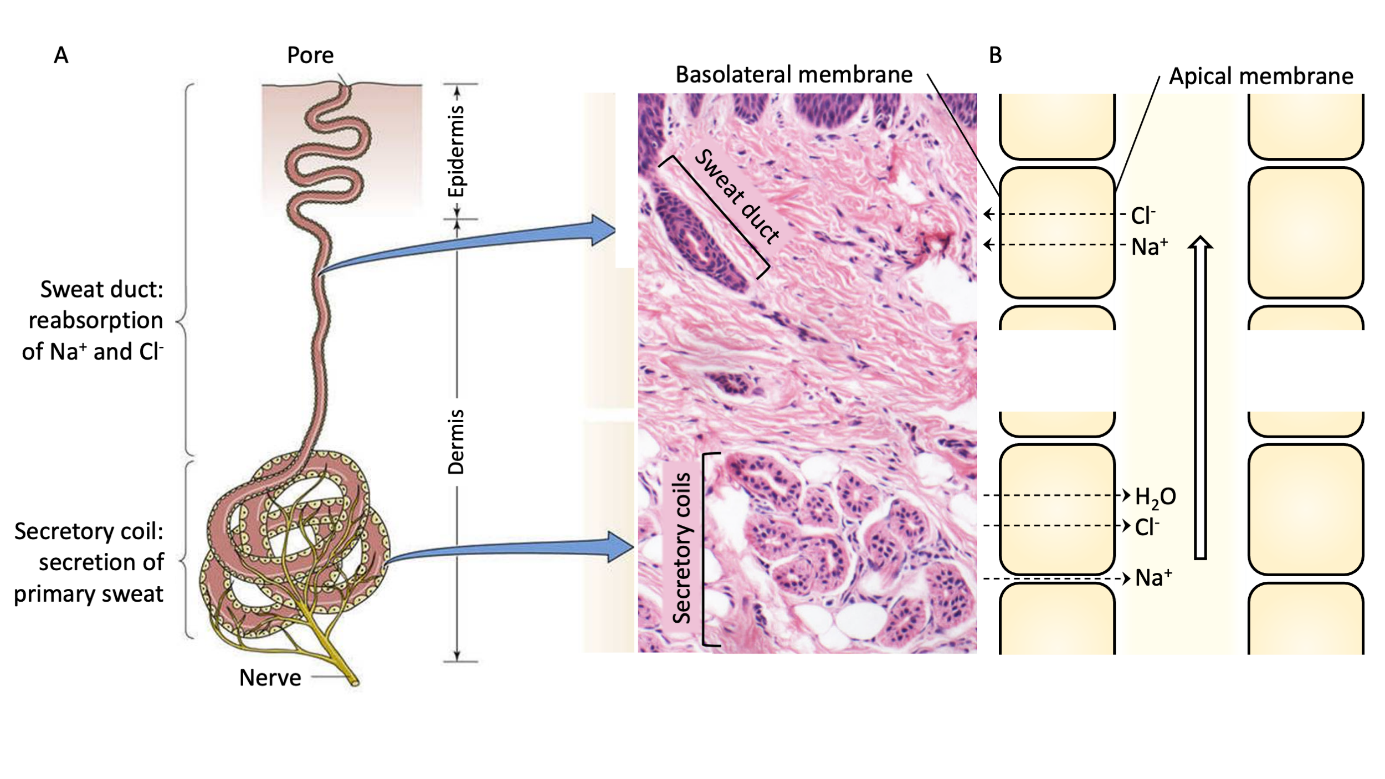 A
Pore
Epidermis
Dermis
Sweat duct:
reabsorption
of Na⁺ and Cl⁻
Secretory coil:
secretion of
primary sweat
Nerve
Basolateral membrane
Sweat duct
Secretory coils
B
Apical membrane
Cl⁻
Na⁺
H₂O
Cl⁻
Na⁺